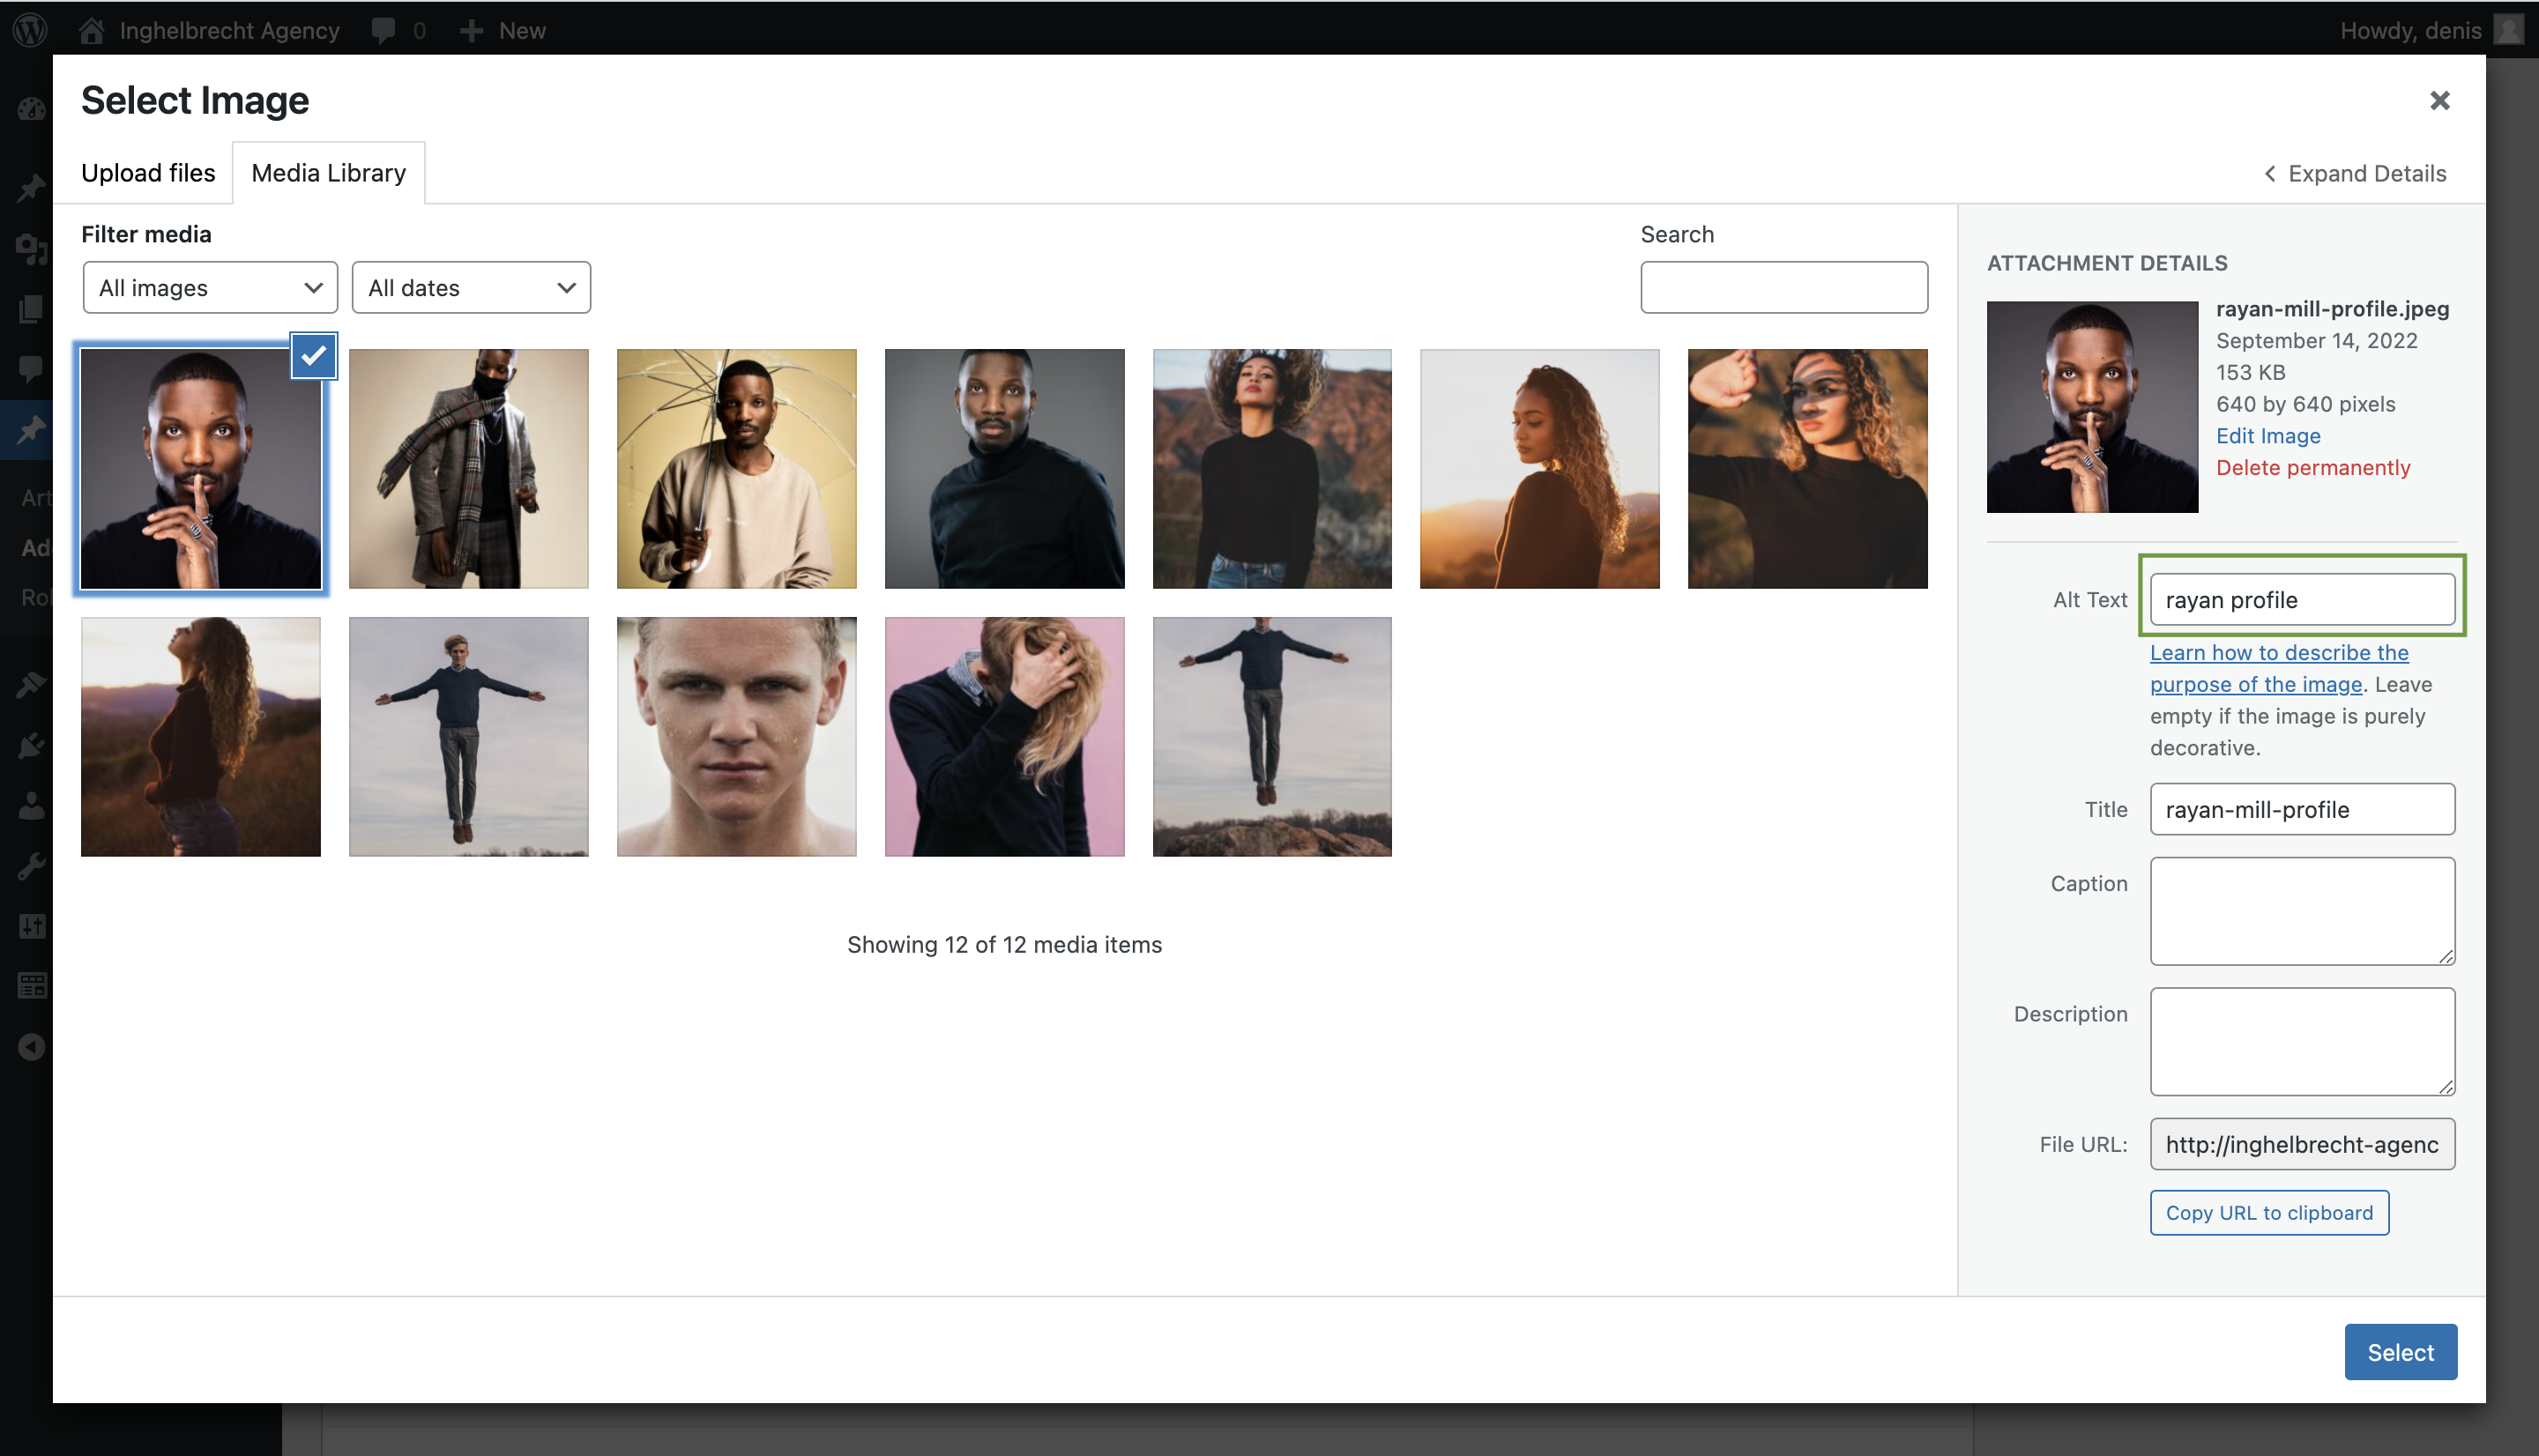 Inghelbrecht Agency 0 New Howdy, denis
Select Image
Upload files Media Library Expand Details
Filter media Search
All images All dates
ATTACHMENT DETAILS
rayan-mill-profile.jpeg
September 14, 2022
153 KB
640 by 640 pixels
Edit Image
Delete permanently
Art
Ad
Rol
Alt Text rayan profile
Learn how to describe the
purpose of the image. Leave
empty if the image is purely
decorative.
Title rayan-mill-profile
Caption
Showing 12 of 12 media items
Description
File URL: http://inghelbrecht-agenc
Copy URL to clipboard
Select